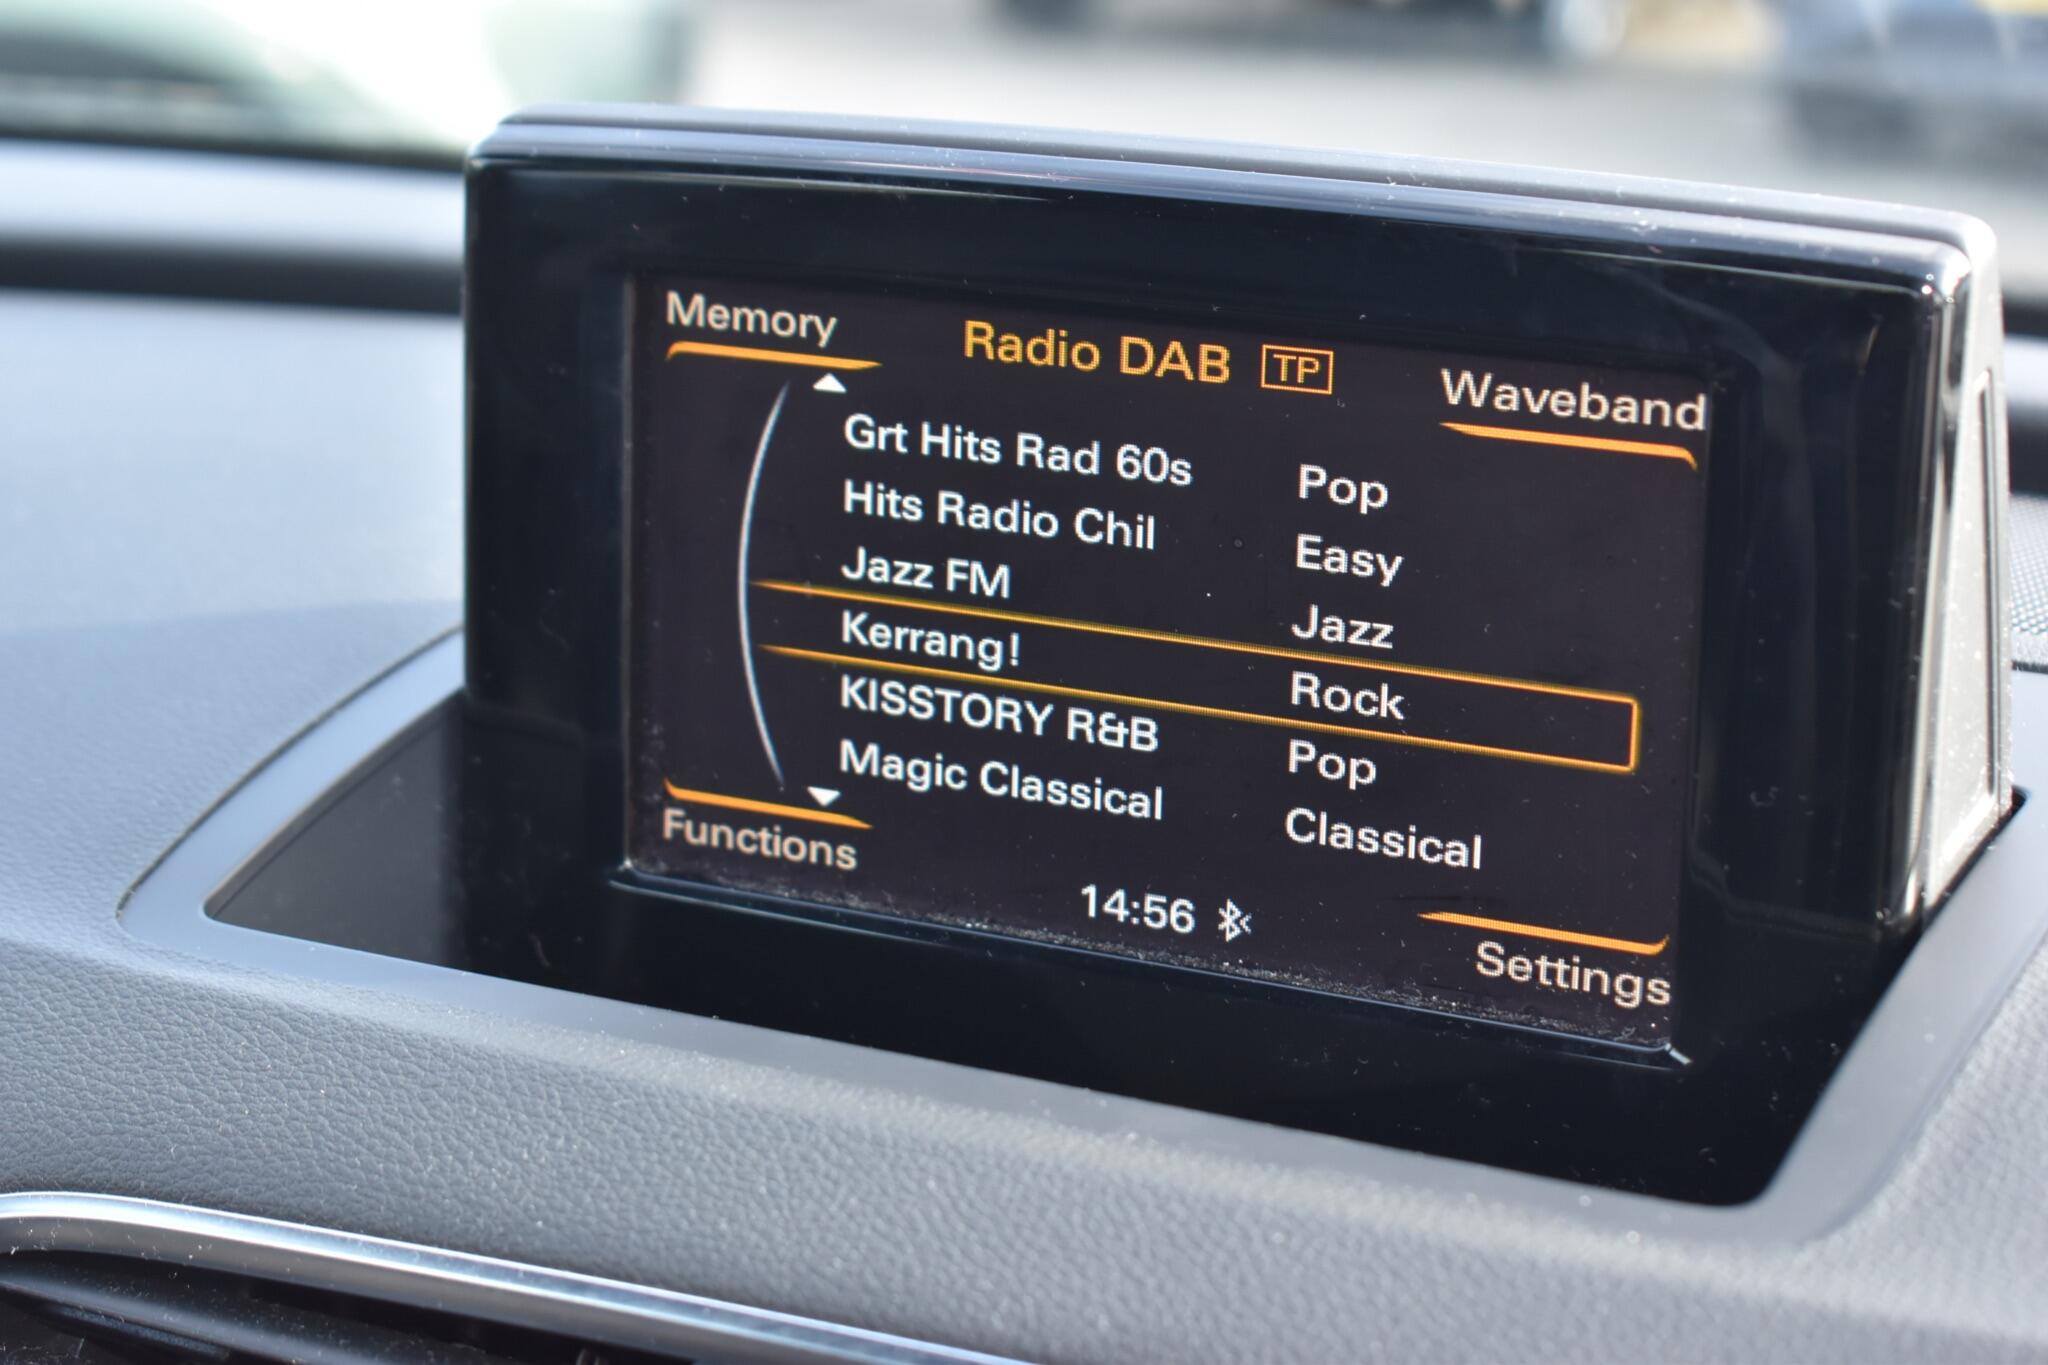 Memory
Radio DAB TP
Waveband
Grt Hits Rad 60s Pop
Hits Radio Chil Easy
Jazz FM Jazz
Kerrang! Rock
KISSTORY R&B Pop
Magic Classical Classical
Functions
14:56
Settings